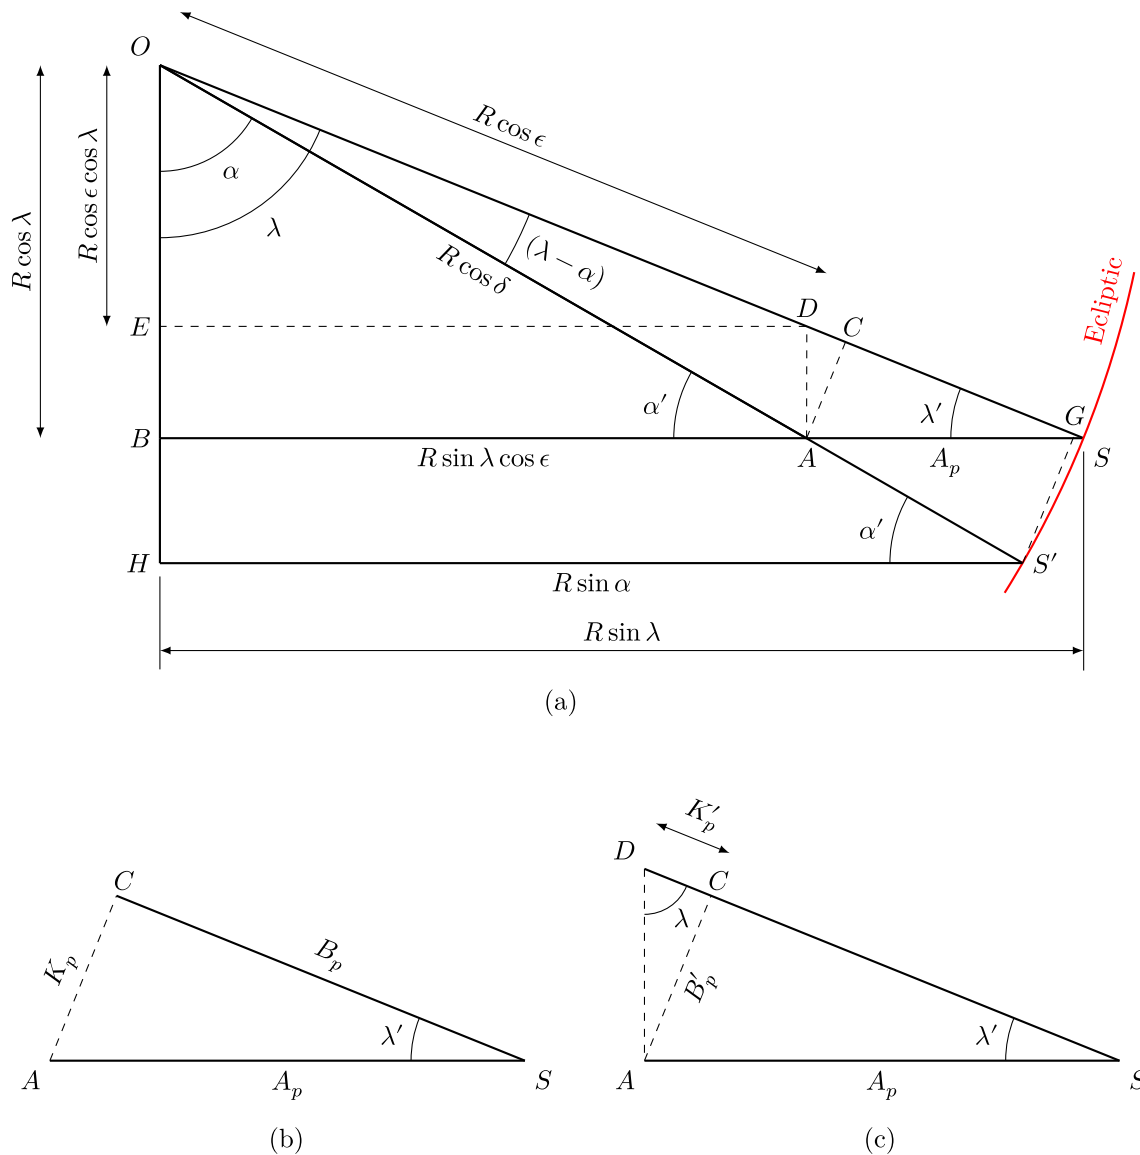 O
R cos ϵ
R cos λ
R cos ϵ cos λ
α
λ
(λ − α)
R cos δ
Ecliptic
E
D
C
α′
λ′
G
B
R sin λ cos ϵ
A
A_p
S
α′
H
S′
R sin α
R sin λ
(a)
K′_p
D
C
C
λ
K_p
B_p
B′_p
λ′
λ′
A
A_p
S
A
A_p
S
(b)
(c)